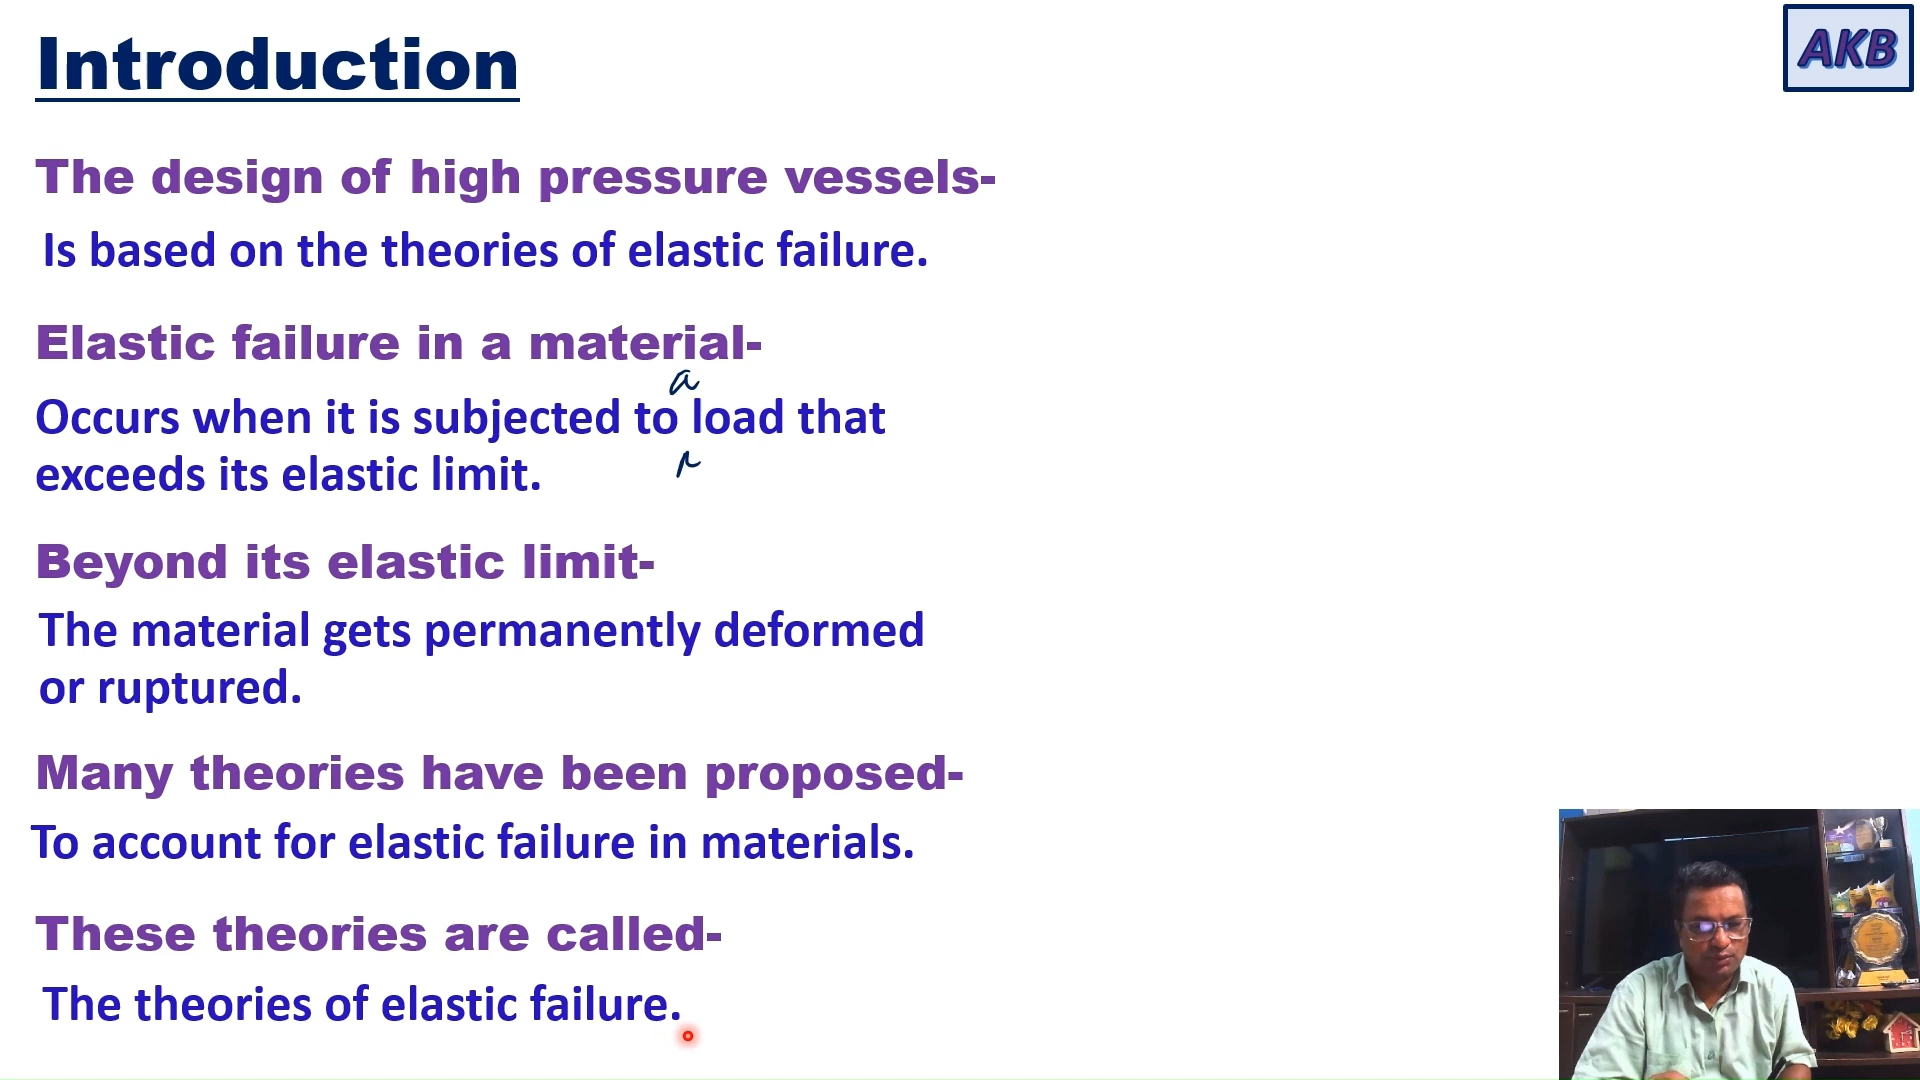 Introduction
AKB
The design of high pressure vessels-
Is based on the theories of elastic failure.
Elastic failure in a material-
a
Occurs when it is subjected to load that
exceeds its elastic limit.
Beyond its elastic limit-
The material gets permanently deformed
or ruptured.
Many theories have been proposed-
To account for elastic failure in materials.
These theories are called-
The theories of elastic failure.